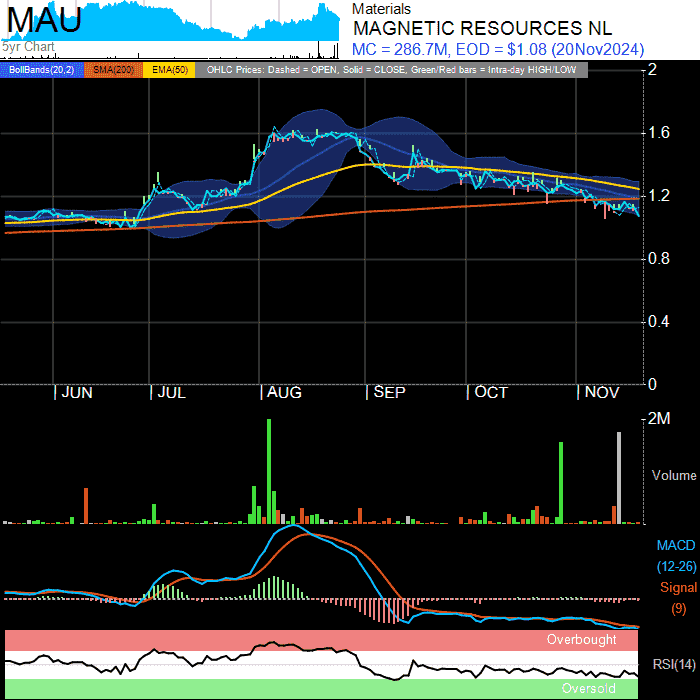 MAU
5yr Chart
Materials
MAGNETIC RESOURCES NL
MC = 286.7M, EOD = $1.08 (20Nov2024)
BollBands(20,2) SMA(200) EMA(50) OHLC Prices: Dashed = OPEN, Solid = CLOSE, Green/Red bars = Intra-day HIGH/LOW
2
1.6
1.2
0.8
0.4
0
JUN JUL AUG SEP OCT NOV
2M
Volume
MACD
(12-26)
Signal
(9)
Overbought
RSI(14)
Oversold